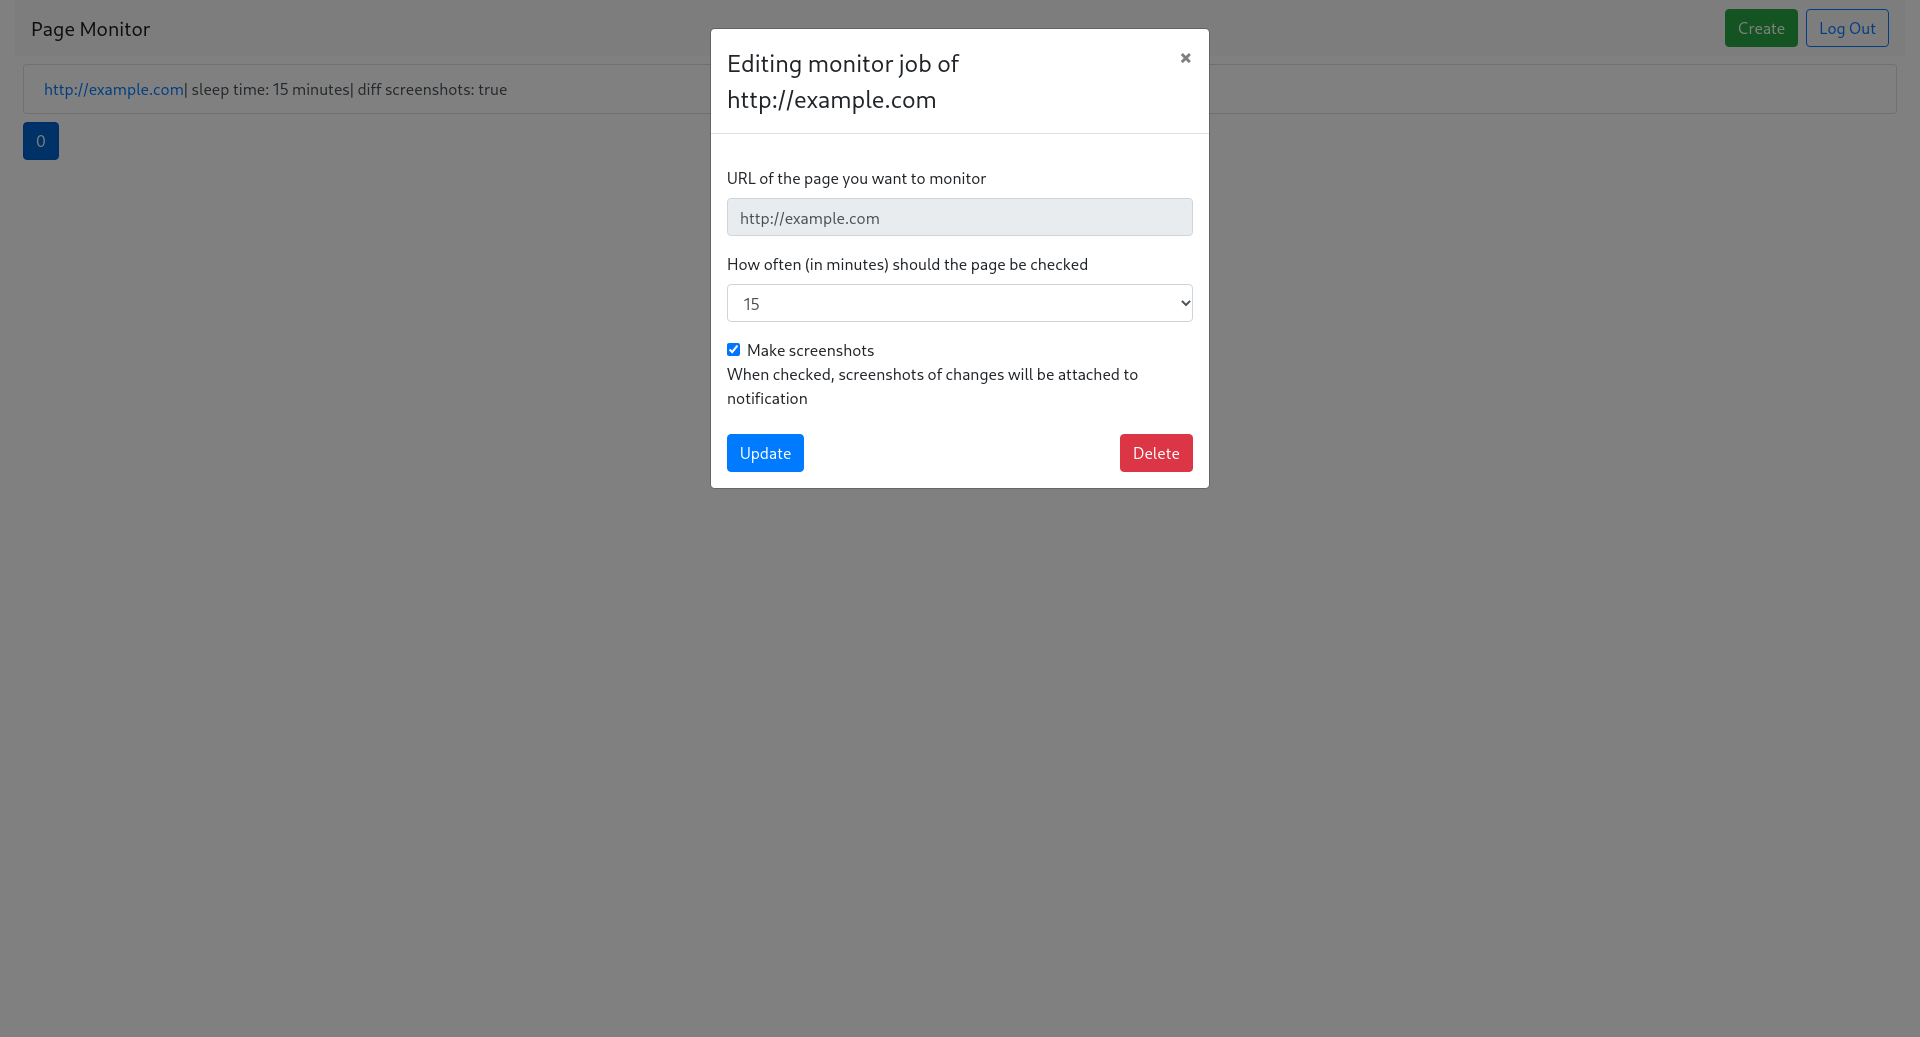 Page Monitor
Create
Log Out
http://example.com| sleep time: 15 minutes| diff screenshots: true
0
Editing monitor job of
http://example.com
×
URL of the page you want to monitor
http://example.com
How often (in minutes) should the page be checked
15
Make screenshots
When checked, screenshots of changes will be attached to
notification
Update
Delete